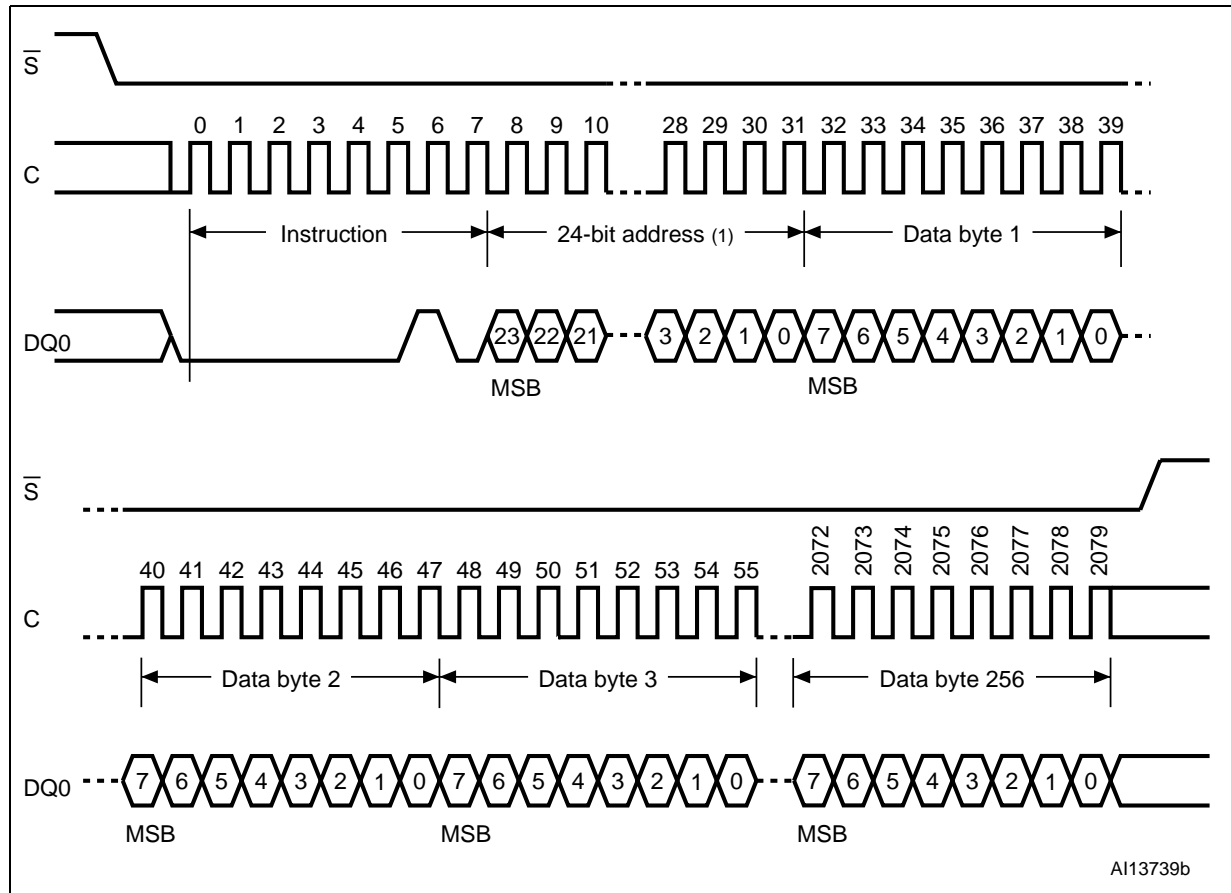 S
0 1 2 3 4 5 6 7 8 9 10 28 29 30 31 32 33 34 35 36 37 38 39
C
Instruction 24-bit address (1) Data byte 1
DQ0 23 22 21 3 2 1 0 7 6 5 4 3 2 1 0
MSB MSB
S
40 41 42 43 44 45 46 47 48 49 50 51 52 53 54 55 2072 2073 2074 2075 2076 2077 2078 2079
C
Data byte 2 Data byte 3 Data byte 256
DQ0 7 6 5 4 3 2 1 0 7 6 5 4 3 2 1 0 7 6 5 4 3 2 1 0
MSB MSB MSB
AI13739b